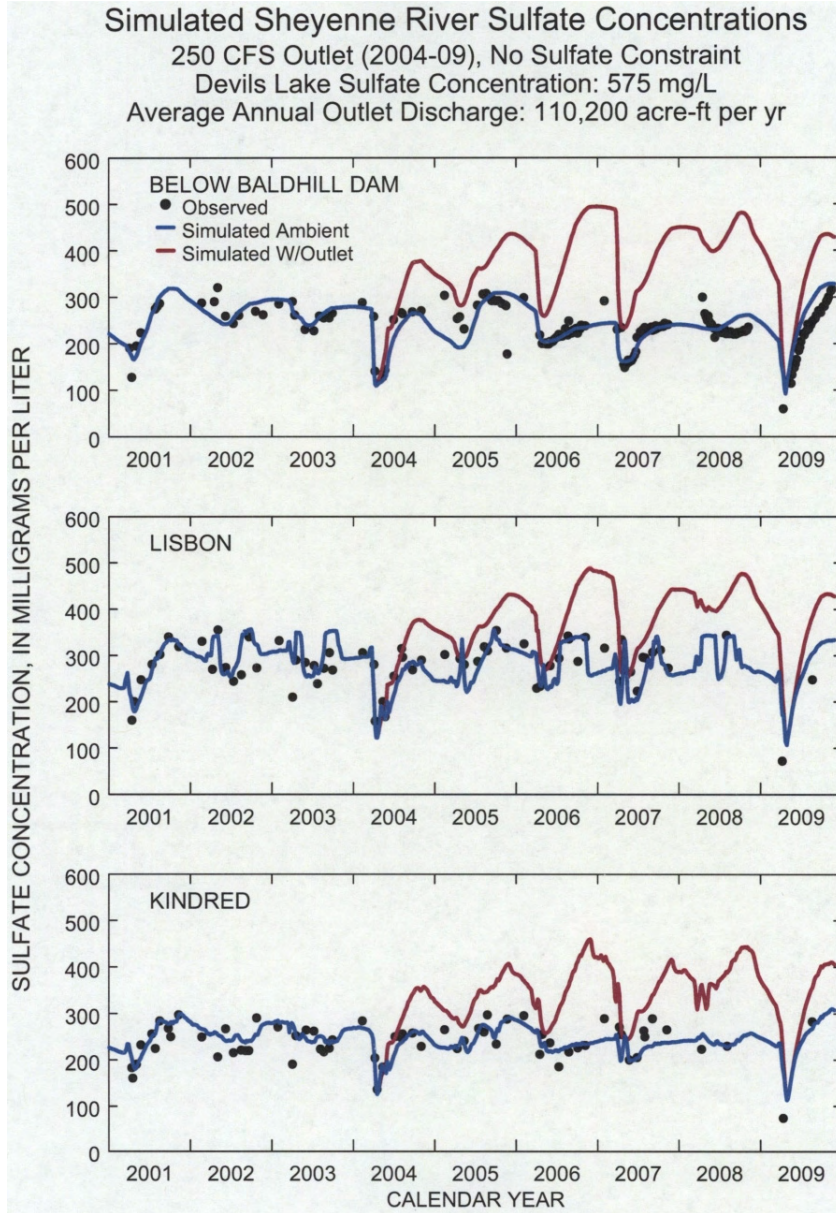 Simulated Sheyenne River Sulfate Concentrations
250 CFS Outlet (2004-09), No Sulfate Constraint
Devils Lake Sulfate Concentration: 575 mg/L
Average Annual Outlet Discharge: 110,200 acre-ft per yr
SULFATE CONCENTRATION, IN MILLIGRAMS PER LITER
BELOW BALDHILL DAM
Observed
Simulated Ambient
Simulated W/Outlet
600
500
400
300
200
100
0
2001 2002 2003 2004 2005 2006 2007 2008 2009
LISBON
600
500
400
300
200
100
0
2001 2002 2003 2004 2005 2006 2007 2008 2009
KINDRED
600
500
400
300
200
100
0
2001 2002 2003 2004 2005 2006 2007 2008 2009
CALENDAR YEAR